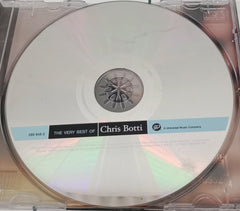 THE VERY BEST OF Chris Botti
A Universal Music Company